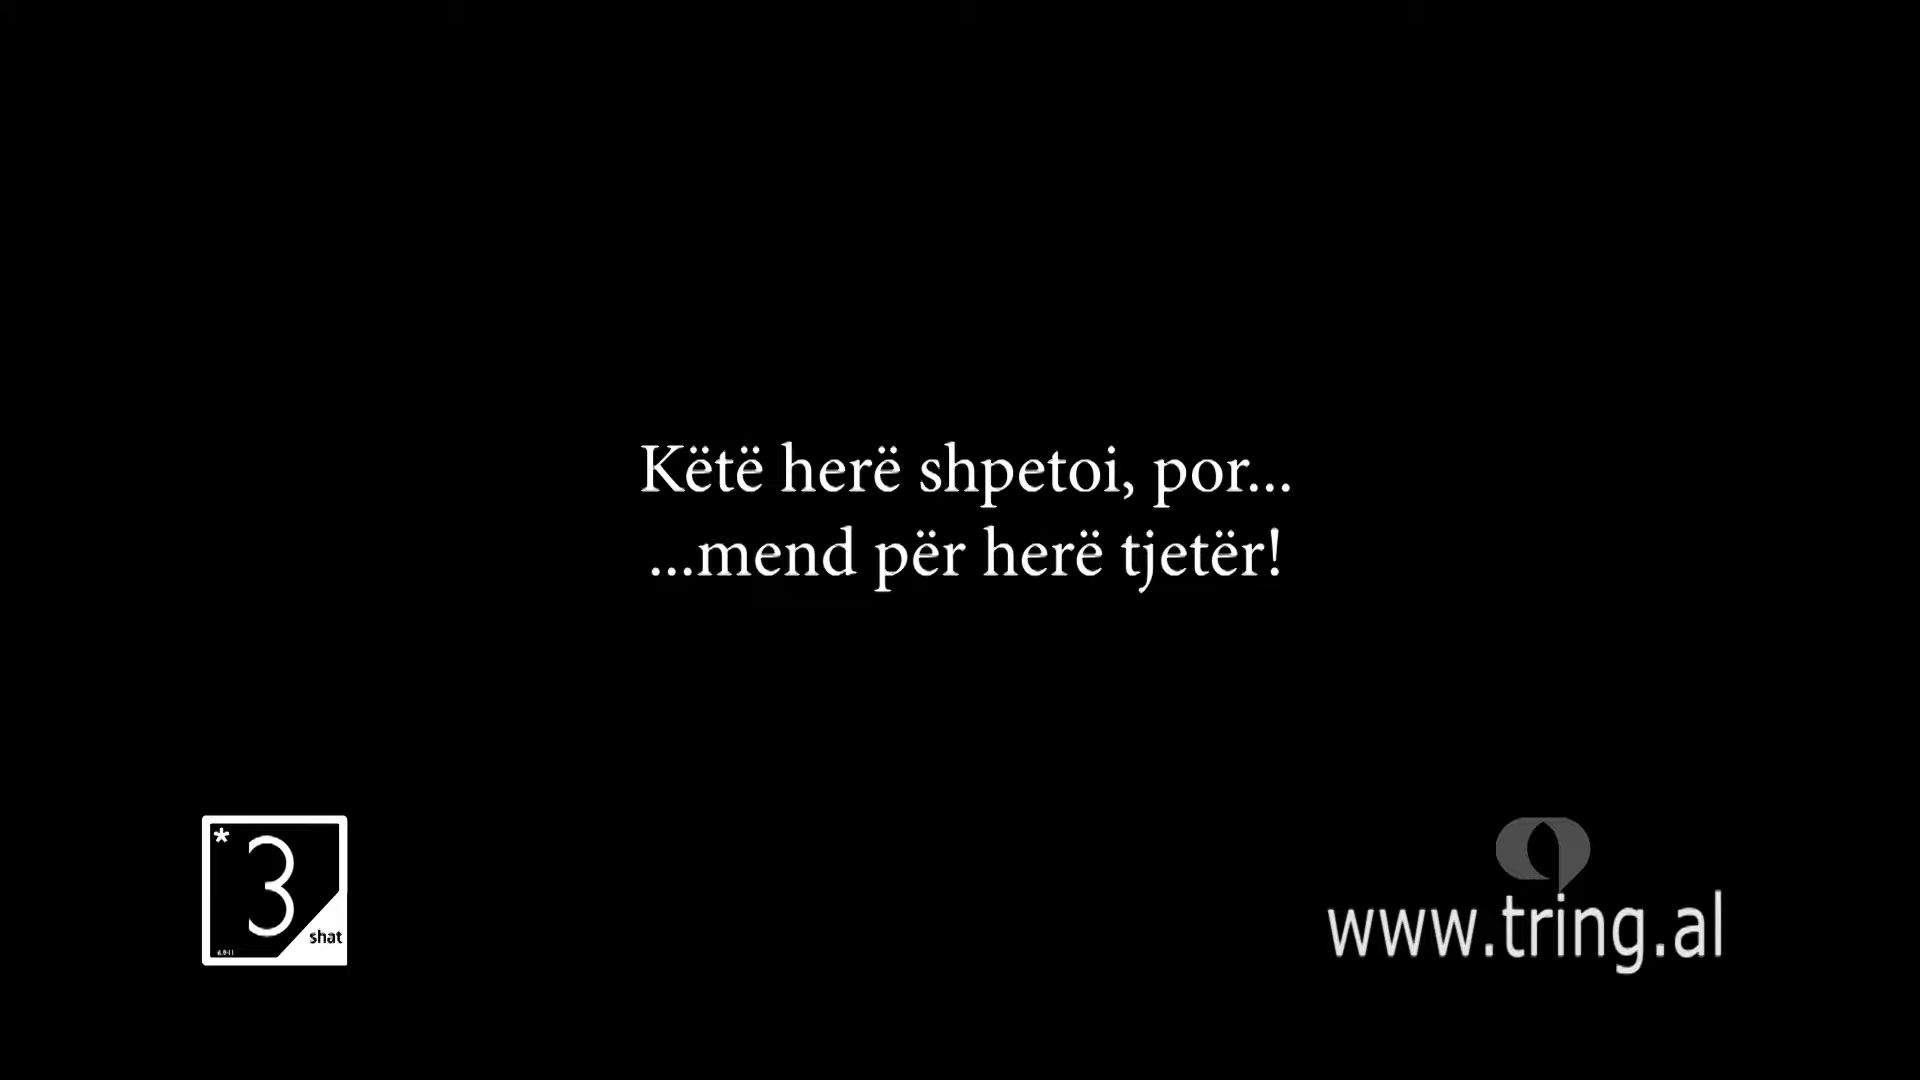 Këtë herë shpetoi, por...
...mend për herë tjetër!
*3
shat
www.tring.al